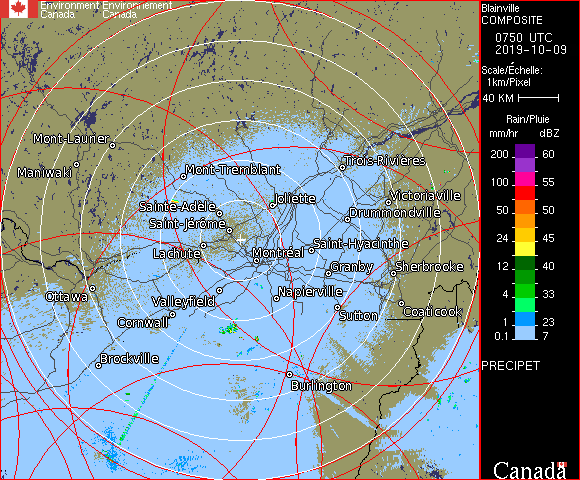 Environment Environnement
Canada Canada
Blainville
COMPOSITE
0750 UTC
2019-10-09
Scale/Échelle:
1km/Pixel
40 KM
Rain/Pluie
mm/hr dBZ
200 60
100 55
50 50
24 45
12 40
4 33
1 23
0.1 7
PRECIPET
Canada
Mont-Laurier
Maniwaki
Mont-Tremblant
Trois-Rivières
Sainte-Adèle
Joliette
Victoriaville
Drummondville
Saint-Jérôme
Lachute
Montréal
Saint-Hyacinthe
Granby
Sherbrooke
Ottawa
Valleyfield
Napierville
Cornwall
Sutton
Coaticook
Brockville
Burlington